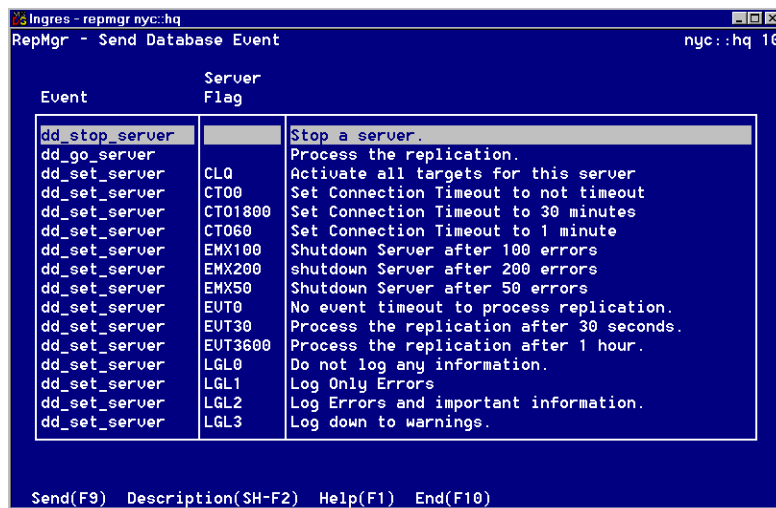 Ingres - repmgr nyc::hq
RepMgr - Send Database Event nyc::hq 10
Server
Event Flag
dd_stop_server Stop a server.
dd_go_server Process the replication.
dd_set_server CLQ Activate all targets for this server
dd_set_server CTO0 Set Connection Timeout to not timeout
dd_set_server CTO1800 Set Connection Timeout to 30 minutes
dd_set_server CTO60 Set Connection Timeout to 1 minute
dd_set_server EMX100 Shutdown Server after 100 errors
dd_set_server EMX200 shutdown Server after 200 errors
dd_set_server EMX50 Shutdown Server after 50 errors
dd_set_server EVT0 No event timeout to process replication.
dd_set_server EVT30 Process the replication after 30 seconds.
dd_set_server EVT3600 Process the replication after 1 hour.
dd_set_server LGL0 Do not log any information.
dd_set_server LGL1 Log Only Errors
dd_set_server LGL2 Log Errors and important information.
dd_set_server LGL3 Log down to warnings.
Send(F9) Description(SH-F2) Help(F1) End(F10)